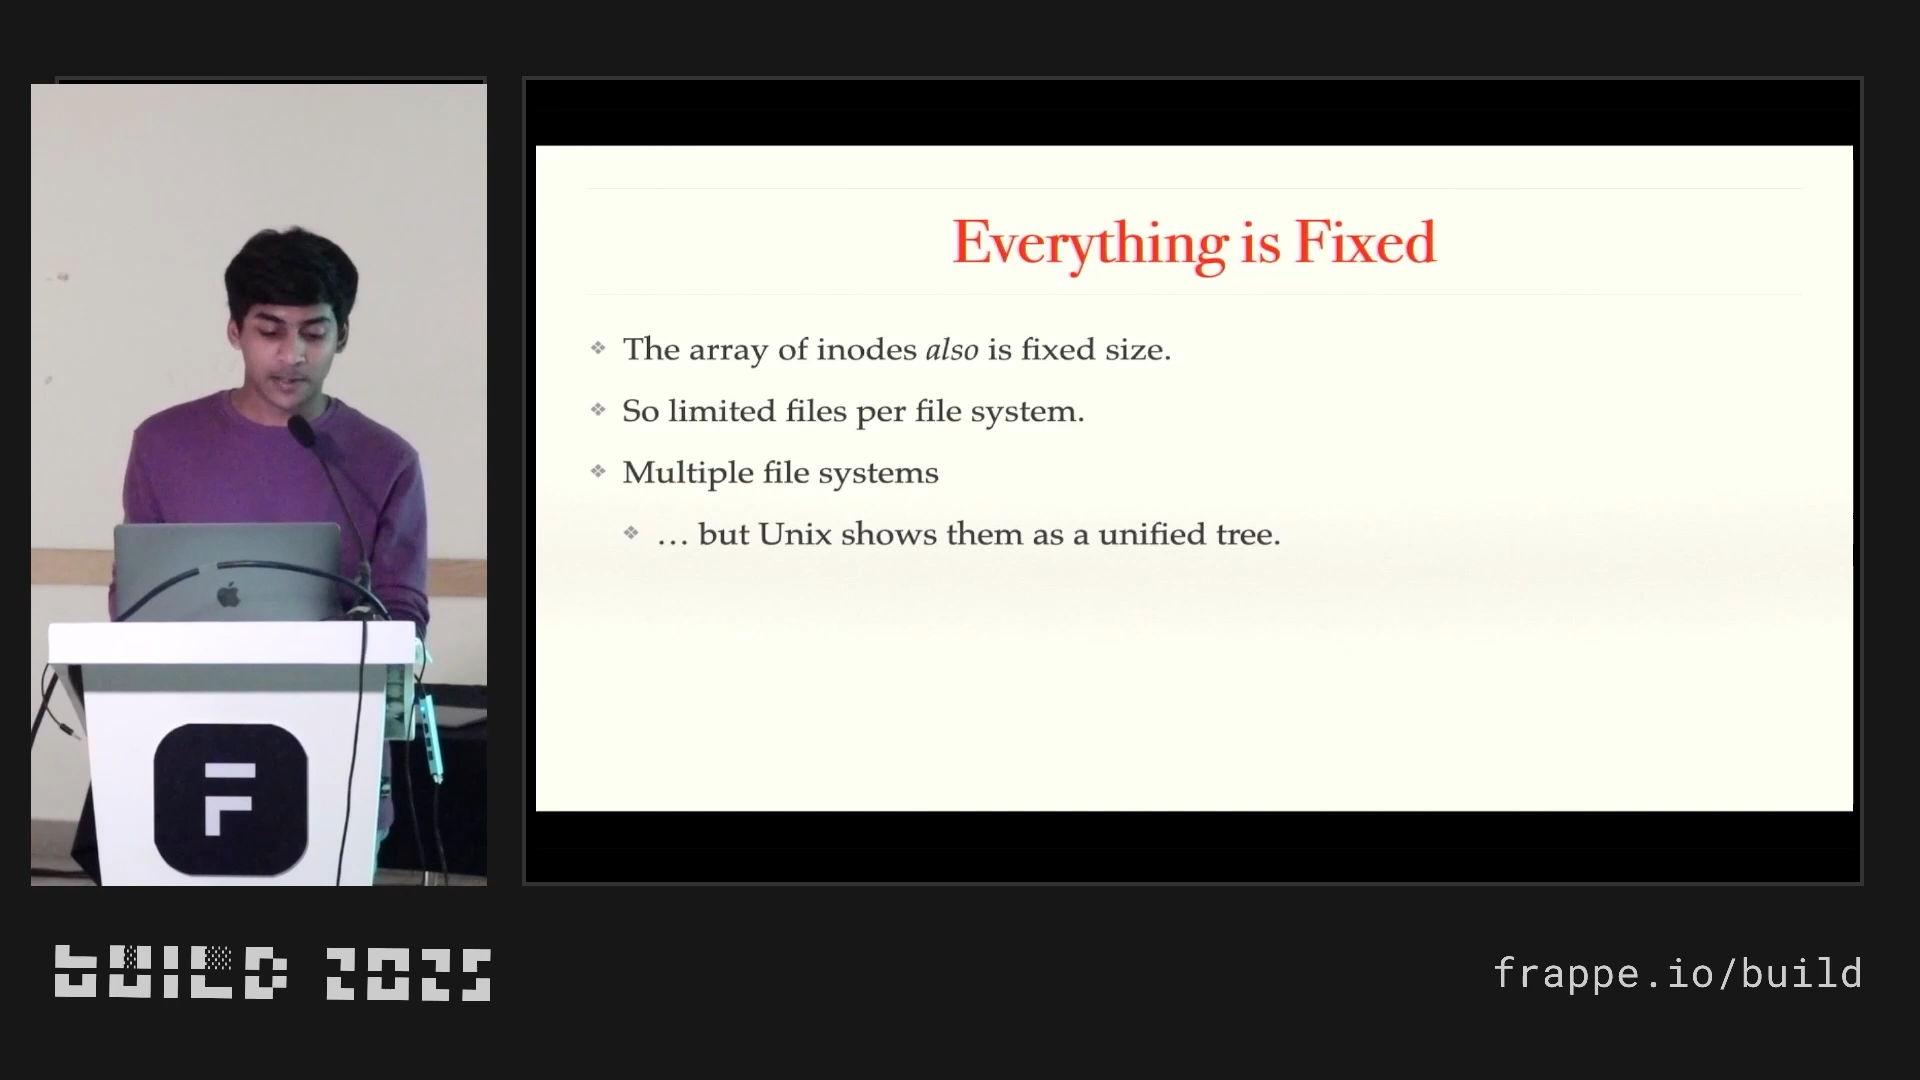 Everything is Fixed
The array of inodes also is fixed size.
So limited files per file system.
Multiple file systems
… but Unix shows them as a unified tree.
F
BUILD 2025
frappe.io/build